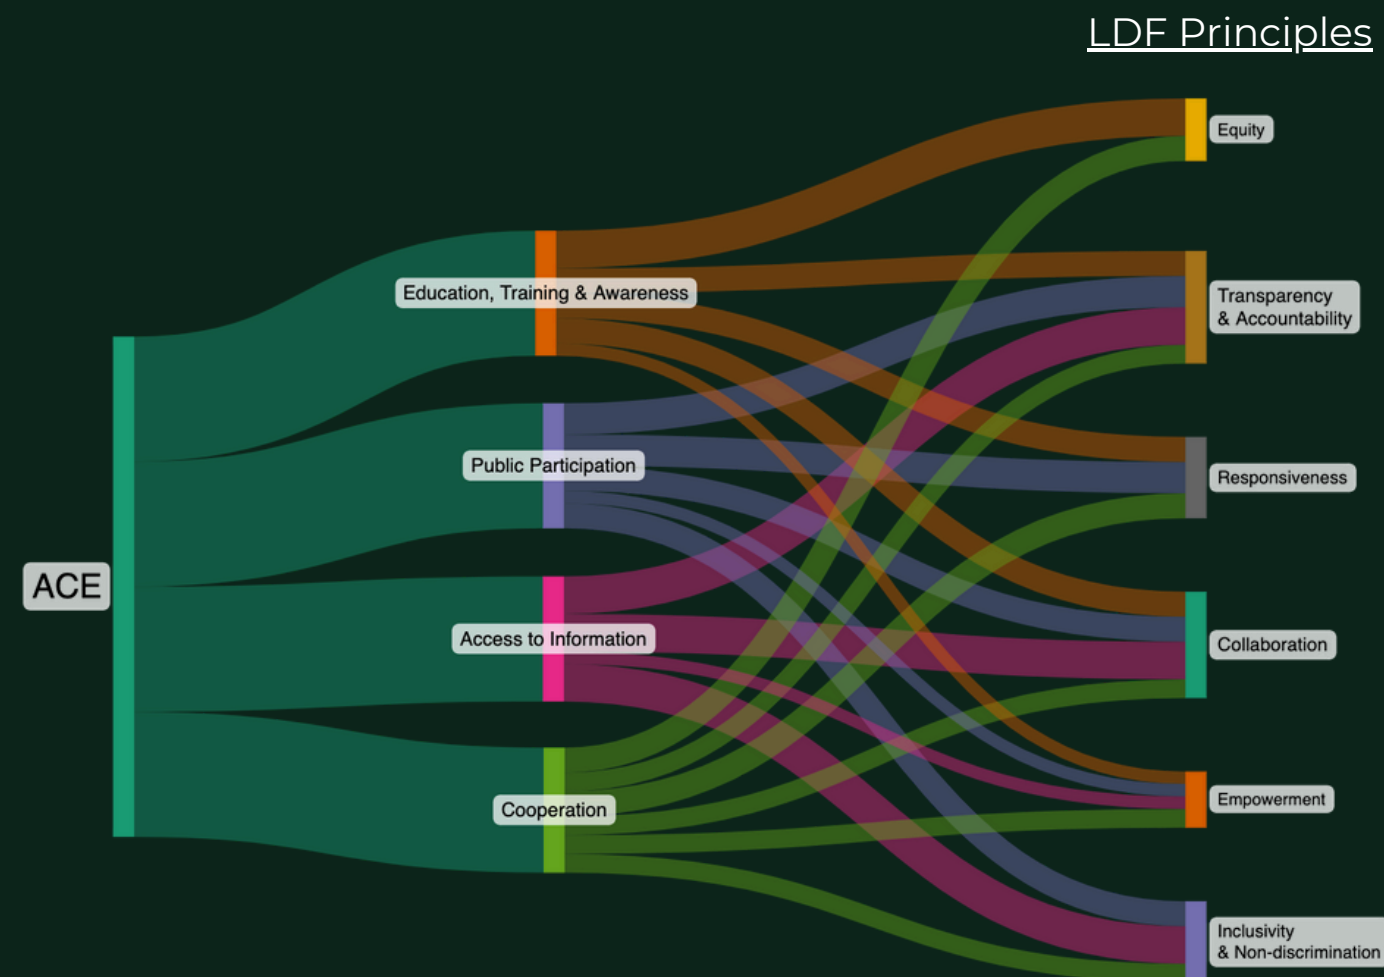 LDF Principles
Equity
Education, Training & Awareness
Transparency
& Accountability
Public Participation
Responsiveness
ACE
Access to Information
Collaboration
Cooperation
Empowerment
Inclusivity
& Non-discrimination